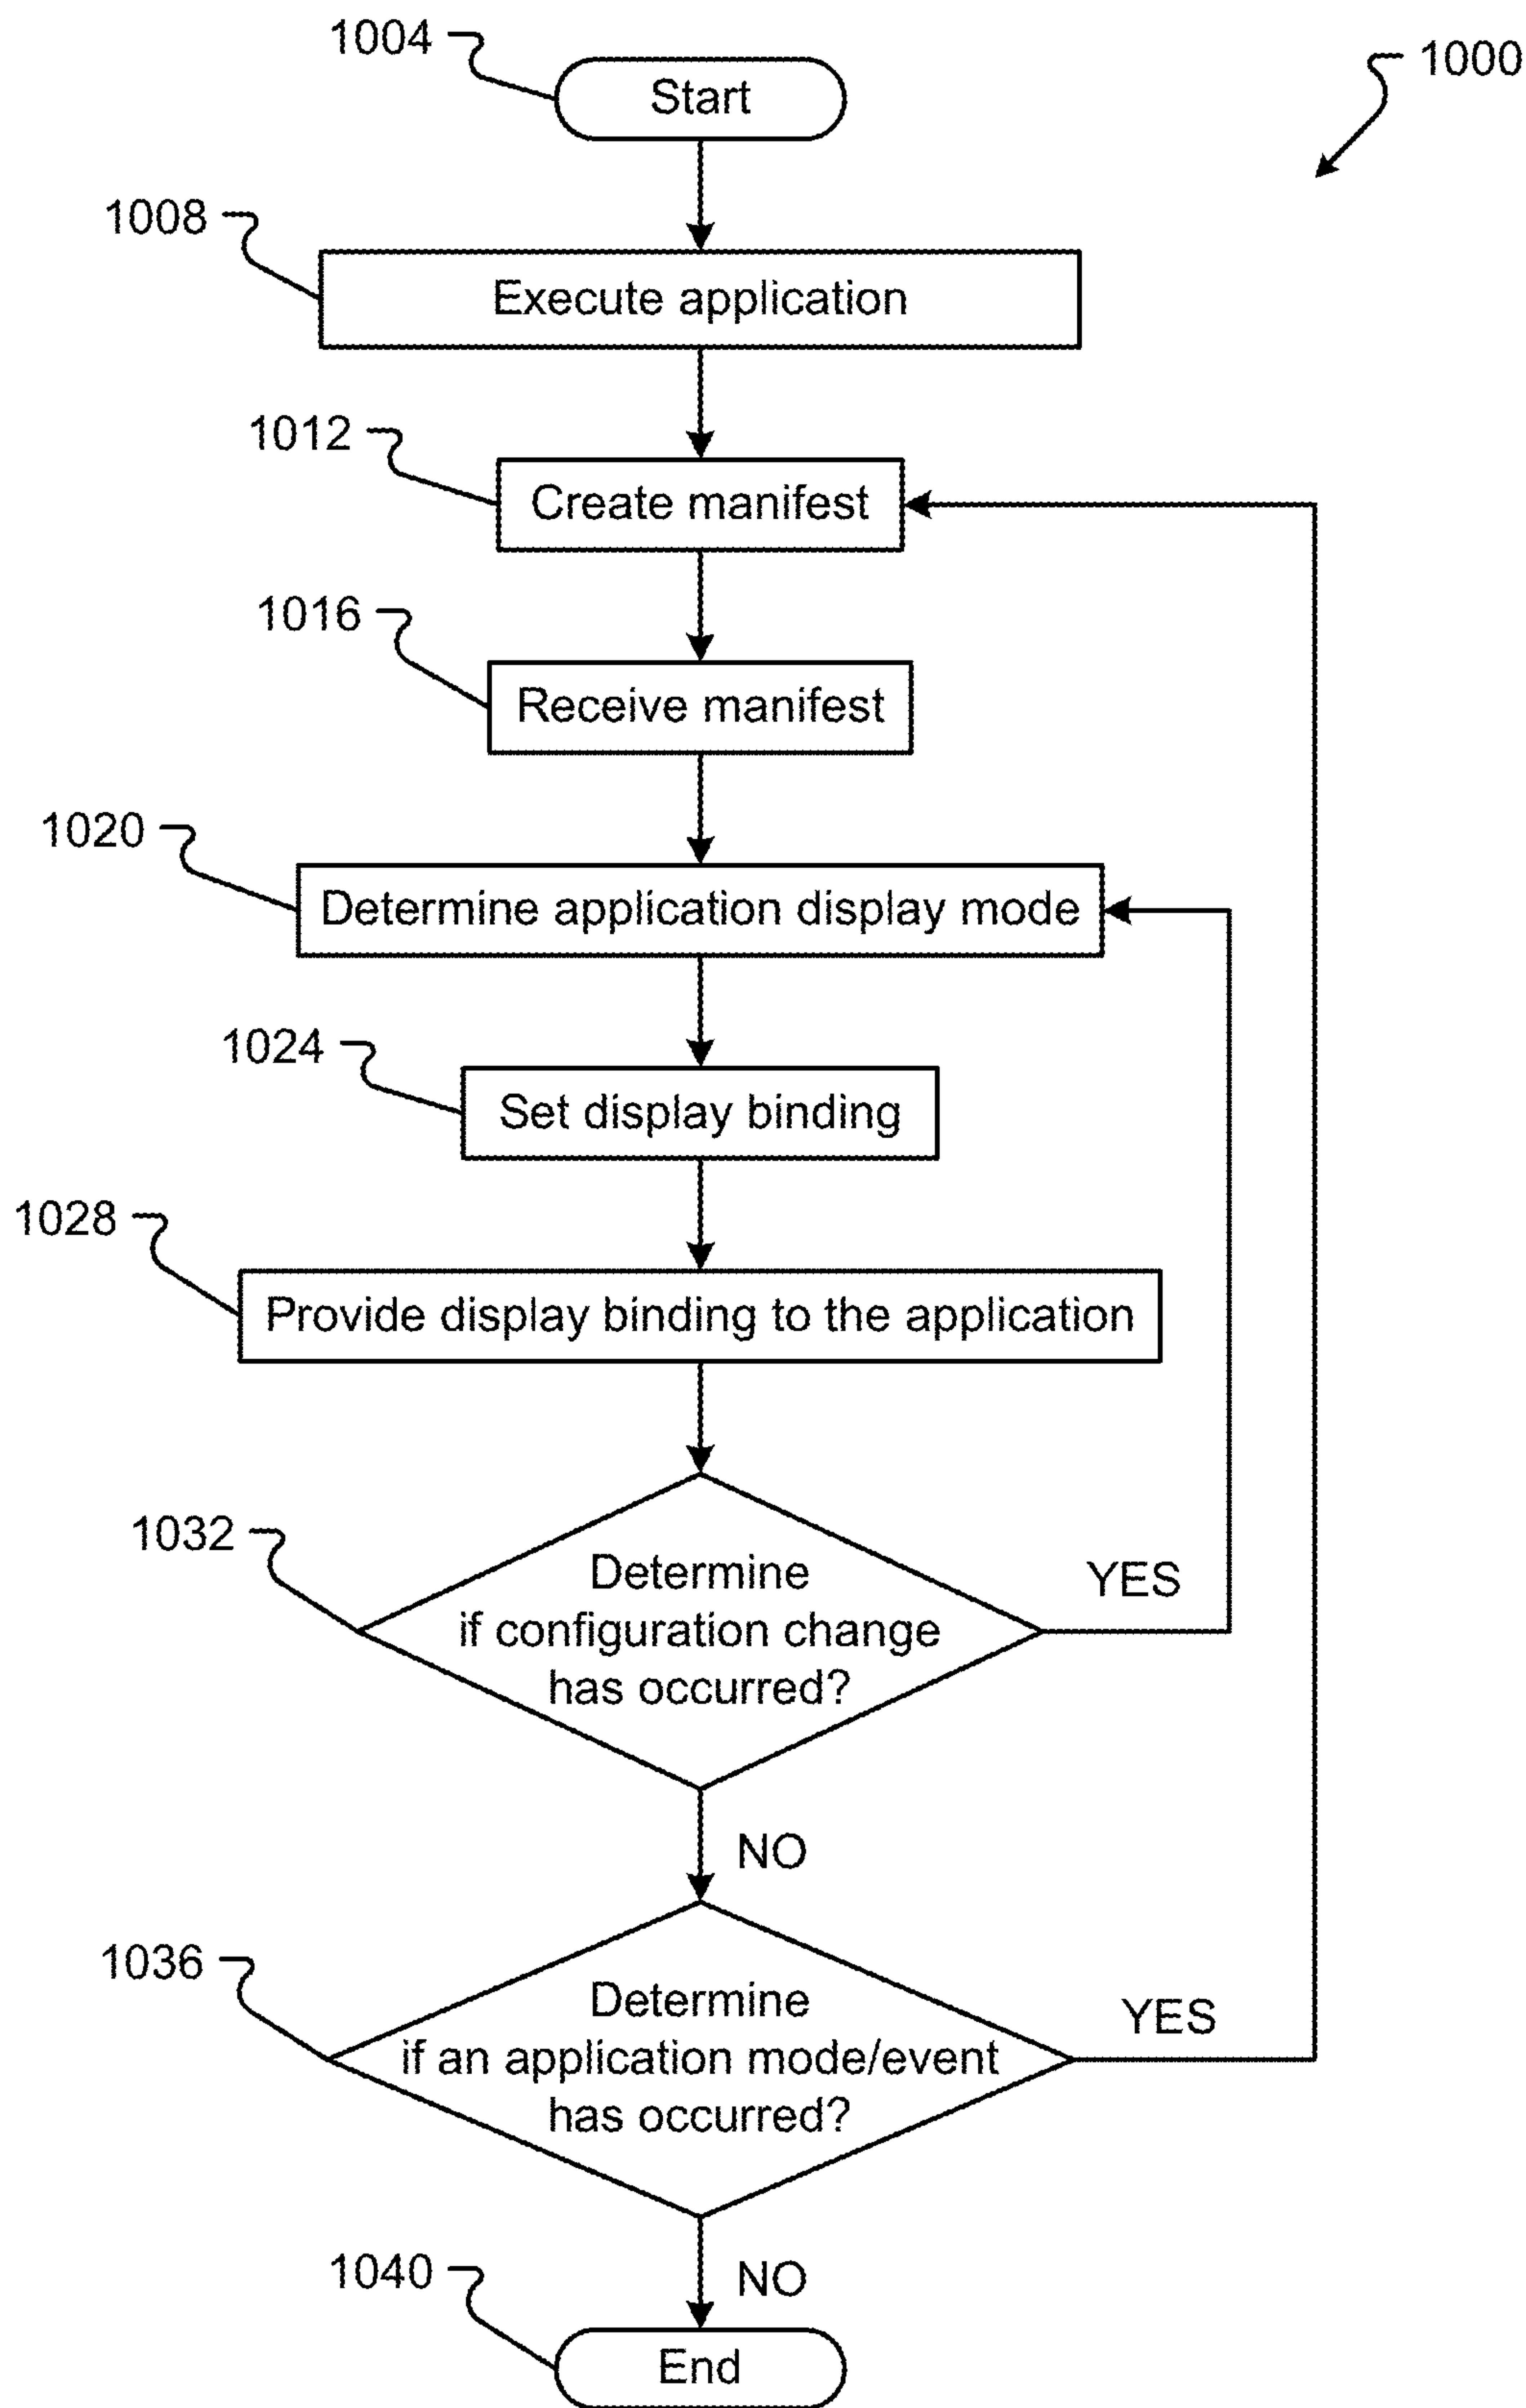 1004
Start
1000
1008
Execute application
1012
Create manifest
1016
Receive manifest
1020
Determine application display mode
1024
Set display binding
1028
Provide display binding to the application
1032
Determine
if configuration change
has occurred?
YES
NO
1036
Determine
if an application mode/event
has occurred?
YES
NO
1040
End